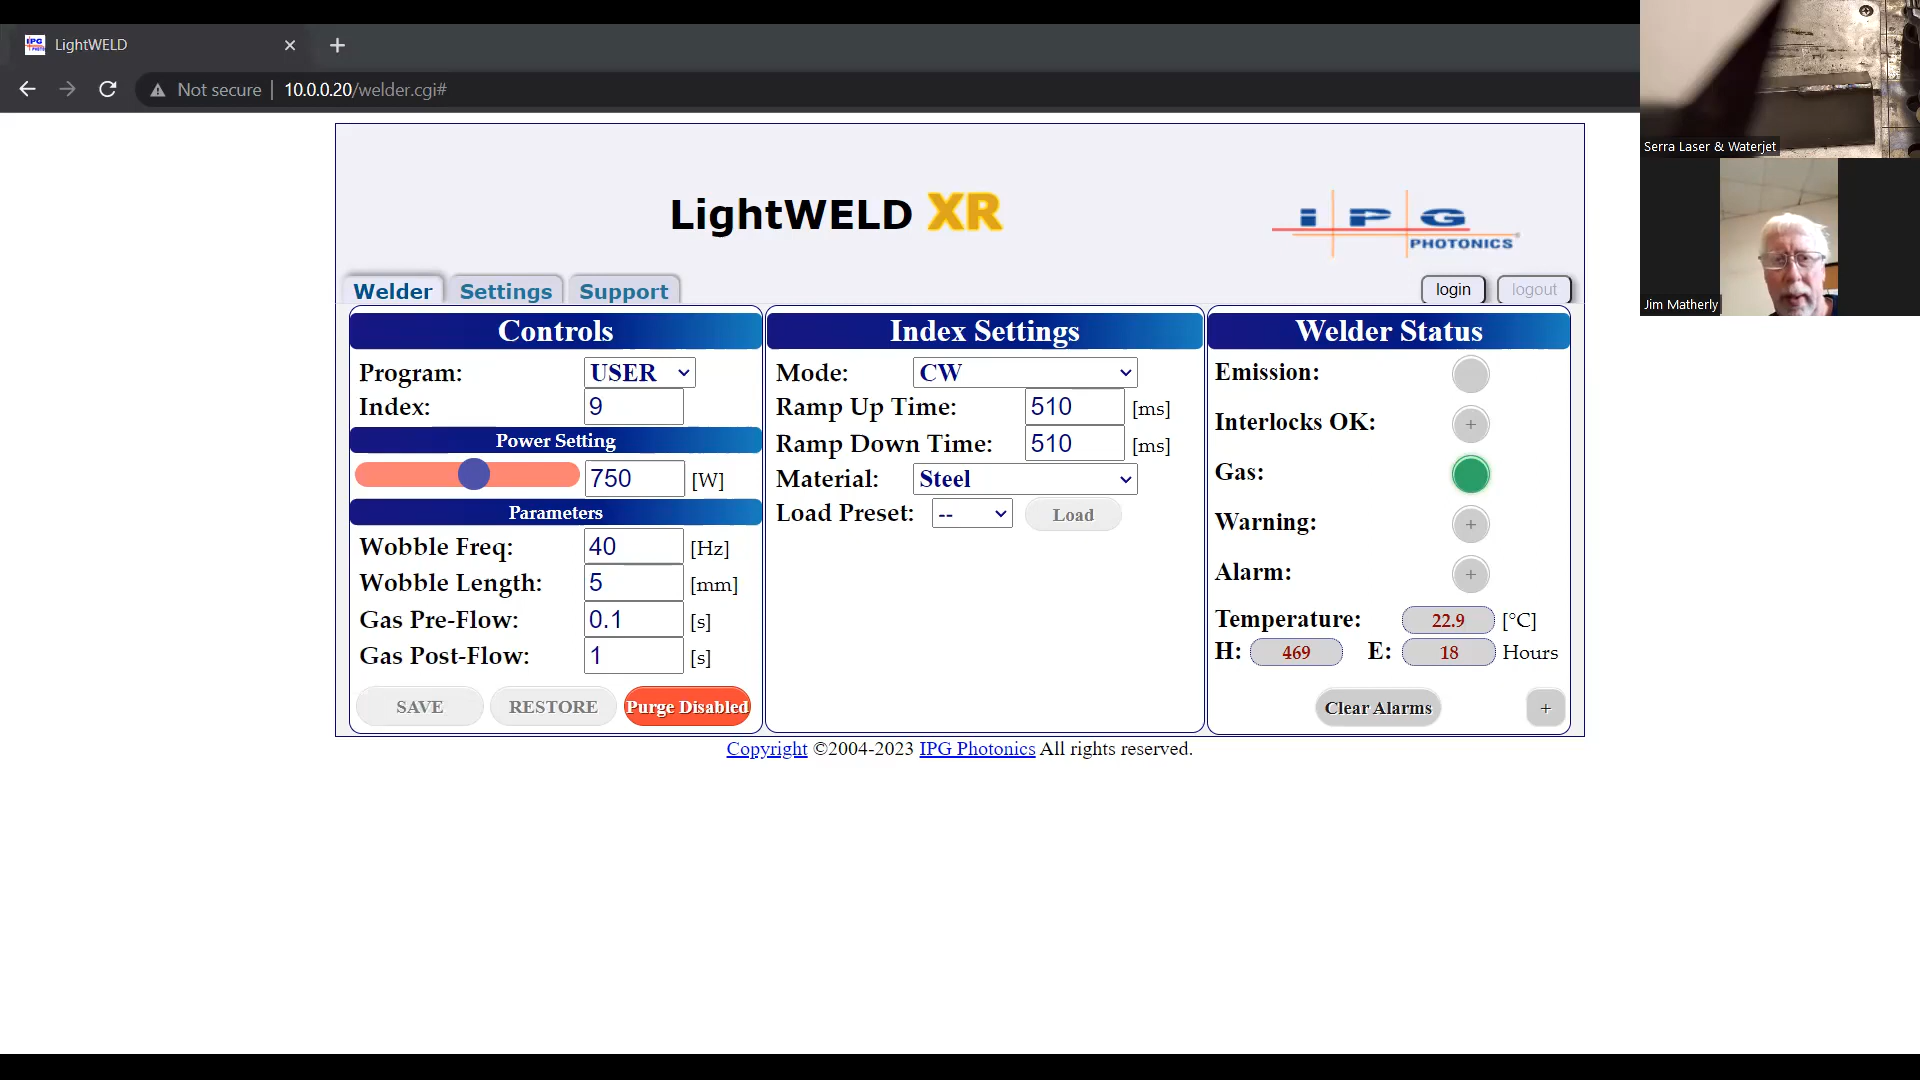 LightWELD
Not secure 10.0.0.20/welder.cgi#
Serra Laser & Waterjet
Jim Matherly
LightWELD XR
IPG PHOTONICS
Welder Settings Support login logout
Controls
Program: USER
Index: 9
Power Setting
750 [W]
Parameters
Wobble Freq: 40 [Hz]
Wobble Length: 5 [mm]
Gas Pre-Flow: 0.1 [s]
Gas Post-Flow: 1 [s]
SAVE RESTORE Purge Disabled
Index Settings
Mode: CW
Ramp Up Time: 510 [ms]
Ramp Down Time: 510 [ms]
Material: Steel
Load Preset: -- Load
Welder Status
Emission:
Interlocks OK: +
Gas:
Warning: +
Alarm: +
Temperature: 22.9 [°C]
H: 469 E: 18 Hours
Clear Alarms +
Copyright ©2004-2023 IPG Photonics All rights reserved.